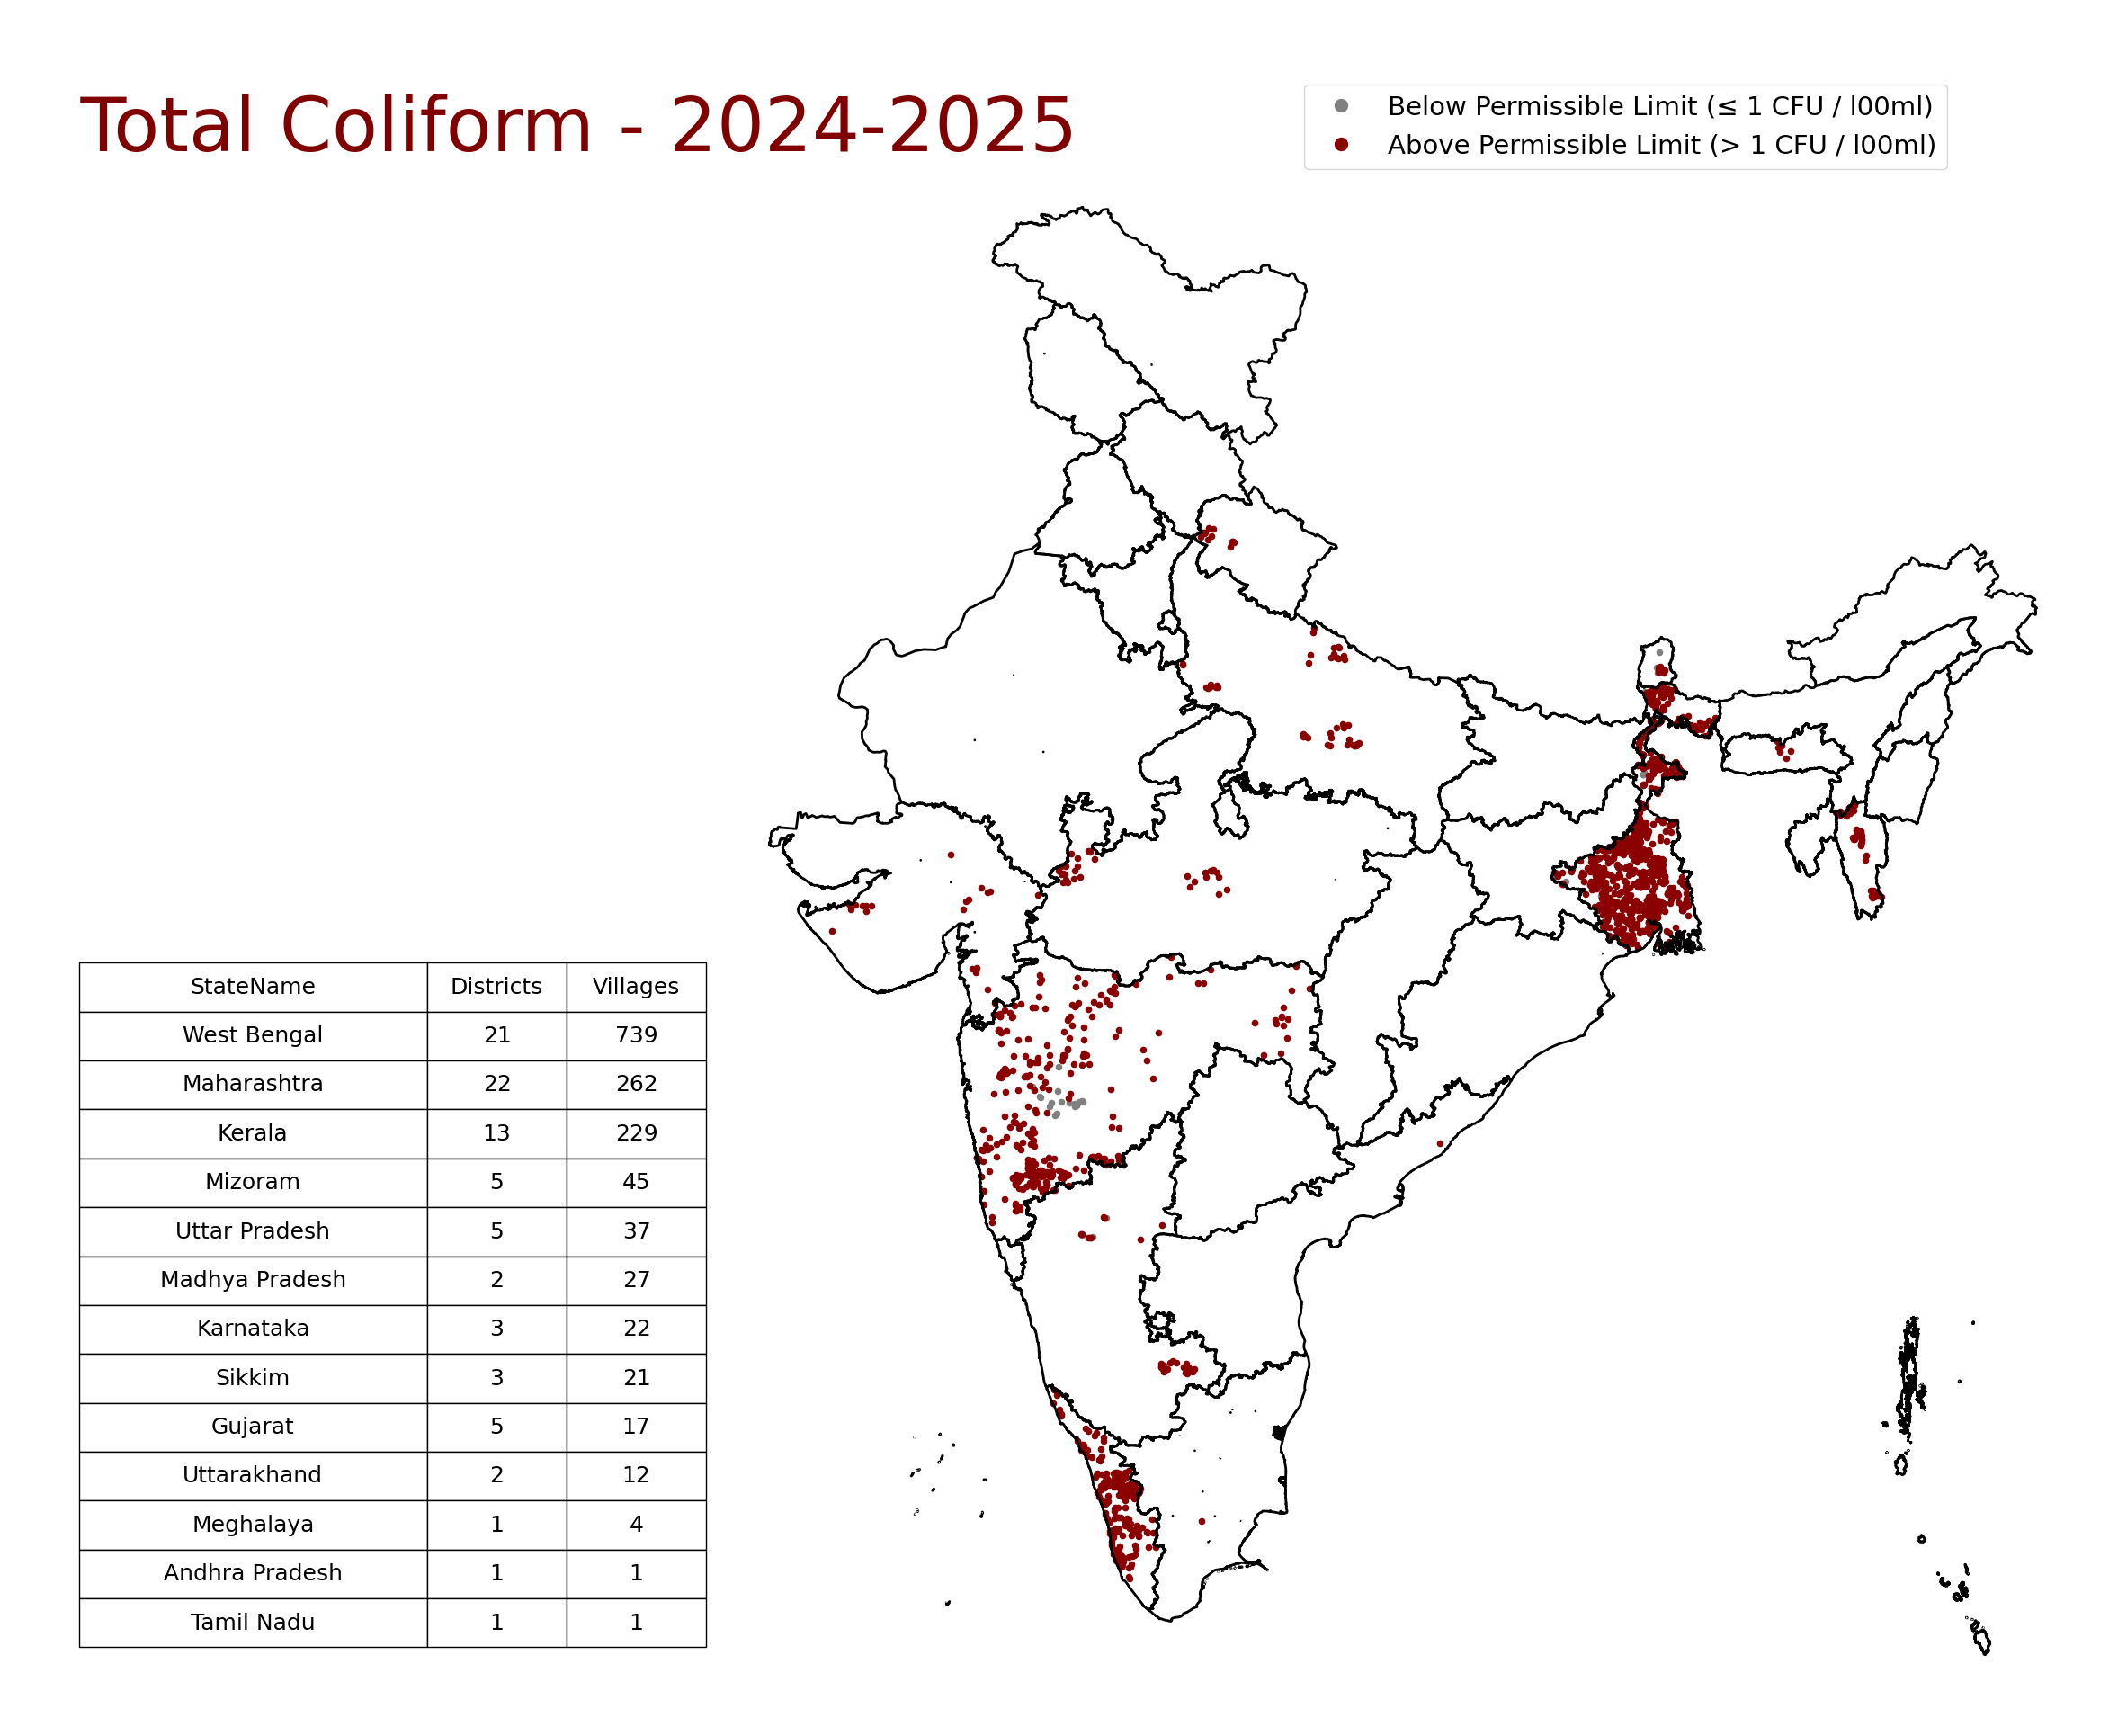 Total Coliform - 2024-2025
Below Permissible Limit (≤ 1 CFU / l00ml)
Above Permissible Limit (> 1 CFU / l00ml)
StateName Districts Villages
West Bengal 21 739
Maharashtra 22 262
Kerala 13 229
Mizoram 5 45
Uttar Pradesh 5 37
Madhya Pradesh 2 27
Karnataka 3 22
Sikkim 3 21
Gujarat 5 17
Uttarakhand 2 12
Meghalaya 1 4
Andhra Pradesh 1 1
Tamil Nadu 1 1